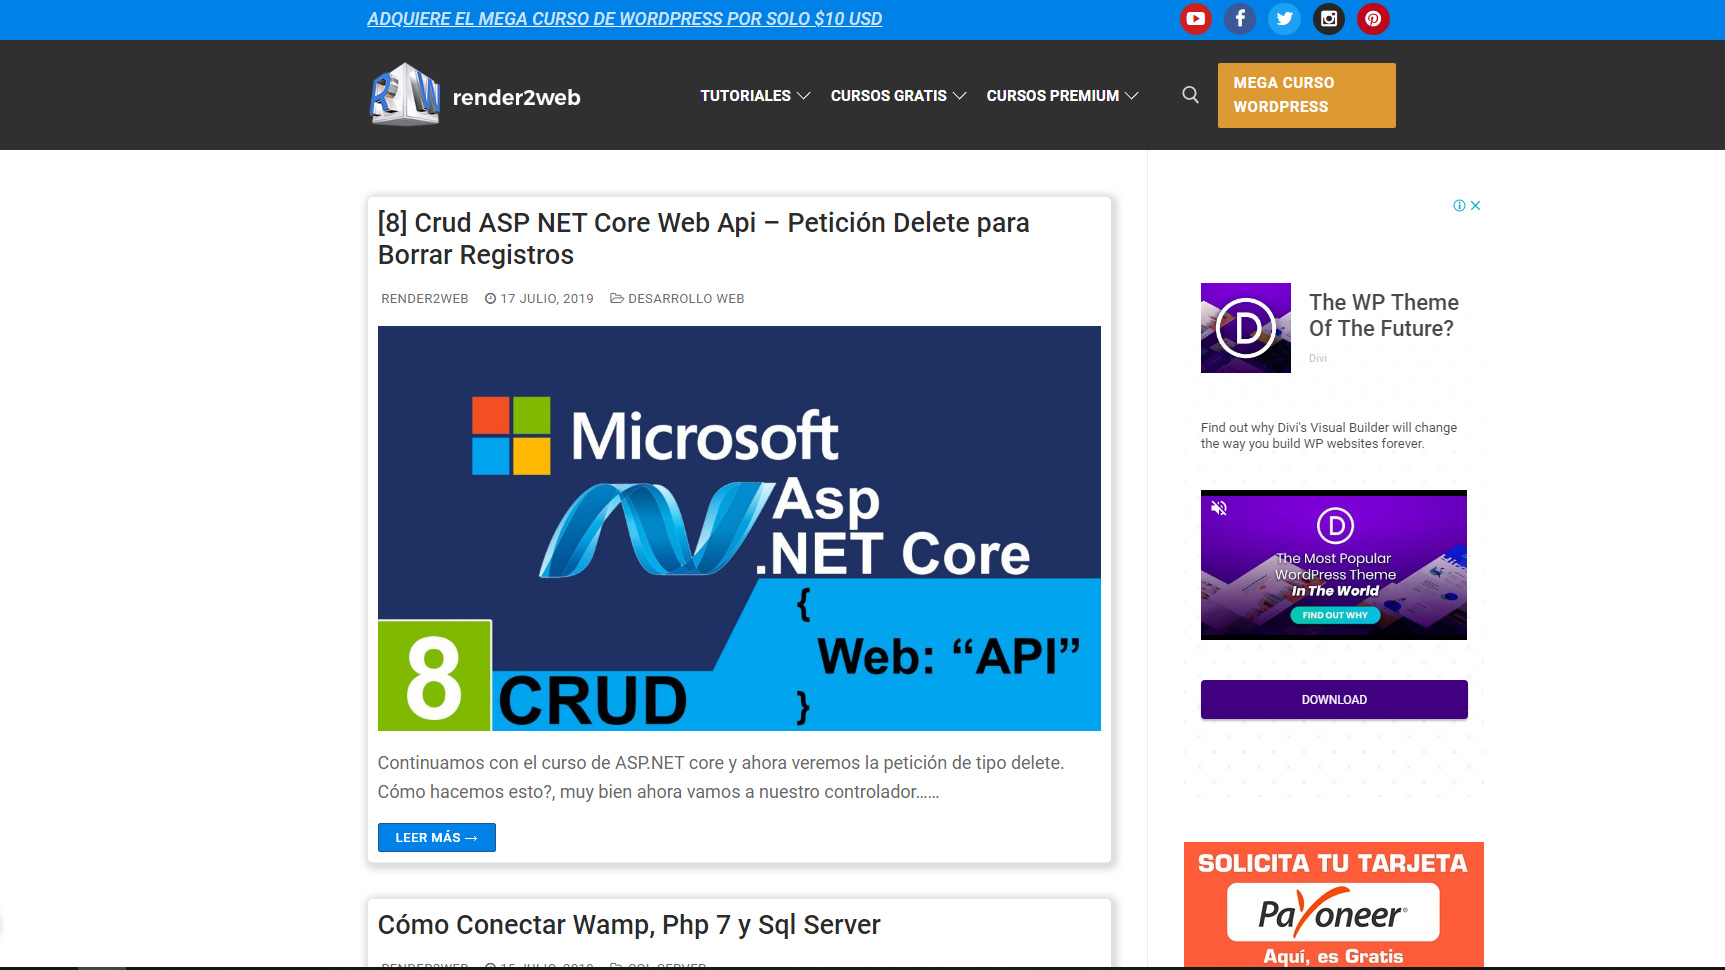 ADQUIERE EL MEGA CURSO DE WORDPRESS POR SOLO $10 USD
render2web
TUTORIALES
CURSOS GRATIS
CURSOS PREMIUM
MEGA CURSO
WORDPRESS
[8] Crud ASP NET Core Web Api – Petición Delete para
Borrar Registros
RENDER2WEB 17 JULIO, 2019 DESARROLLO WEB
Microsoft
Asp
.NET Core
{
Web: “API”
}
8
CRUD
Continuamos con el curso de ASP.NET core y ahora veremos la petición de tipo delete.
Cómo hacemos esto?, muy bien ahora vamos a nuestro controlador……
LEER MÁS →
Cómo Conectar Wamp, Php 7 y Sql Server
RENDER2WEB 15 JULIO, 2019 SQL SERVER
The WP Theme
Of The Future?
Divi
Find out why Divi's Visual Builder will change
the way you build WP websites forever.
D
The Most Popular
WordPress Theme
In The World
FIND OUT WHY
DOWNLOAD
SOLICITA TU TARJETA
Payoneer
Aquí, es Gratis